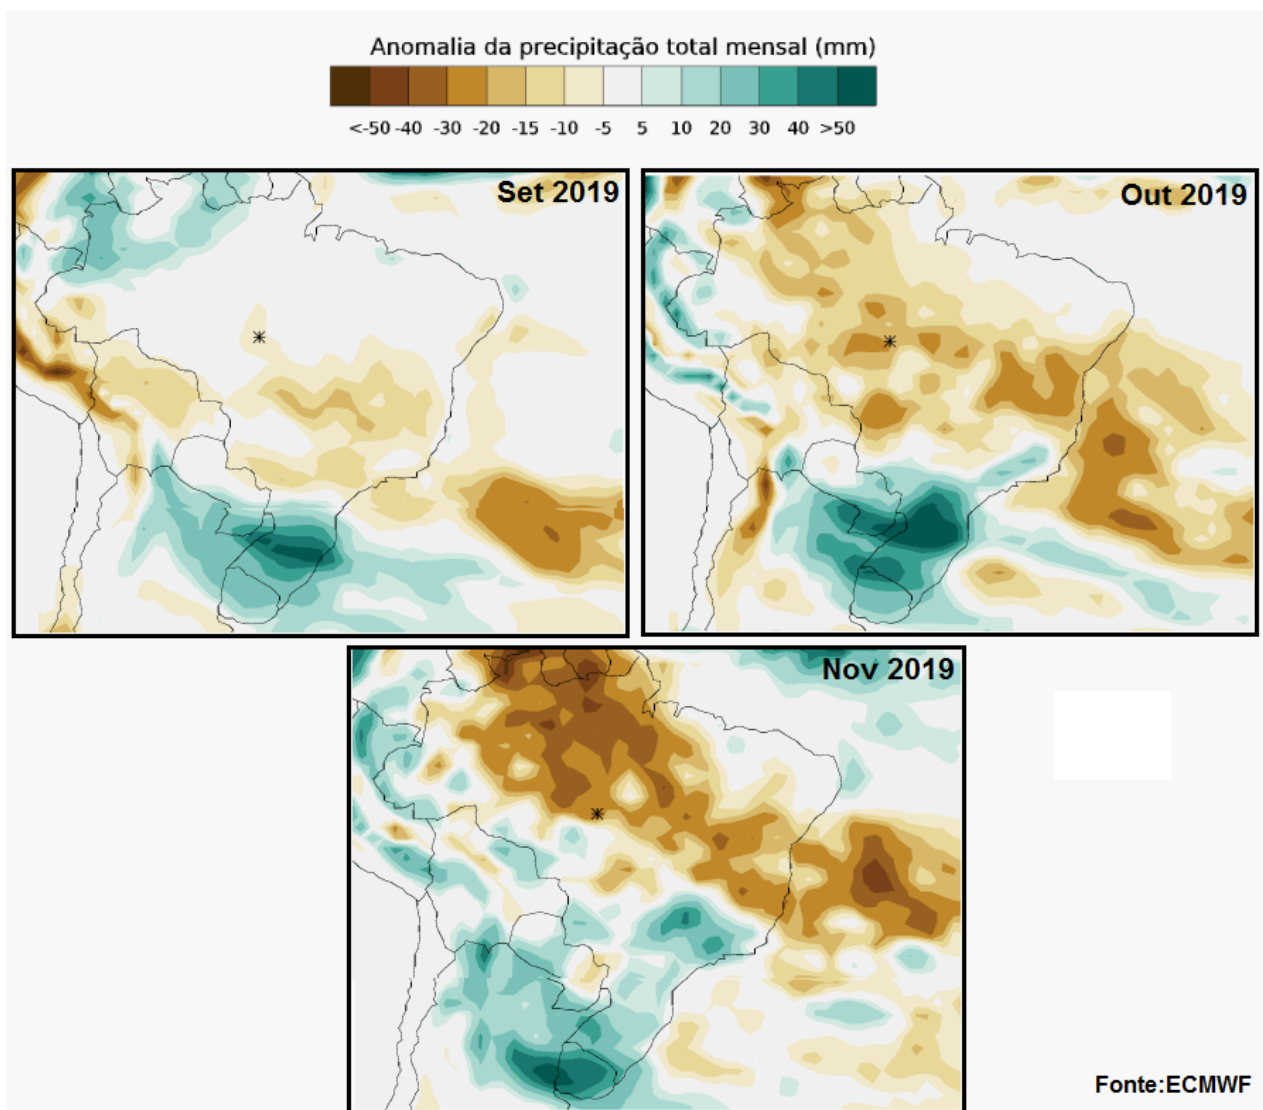 Anomalia da precipitação total mensal (mm)
<-50 -40 -30 -20 -15 -10 -5 5 10 20 30 40 >50
Set 2019
Out 2019
Nov 2019
Fonte:ECMWF